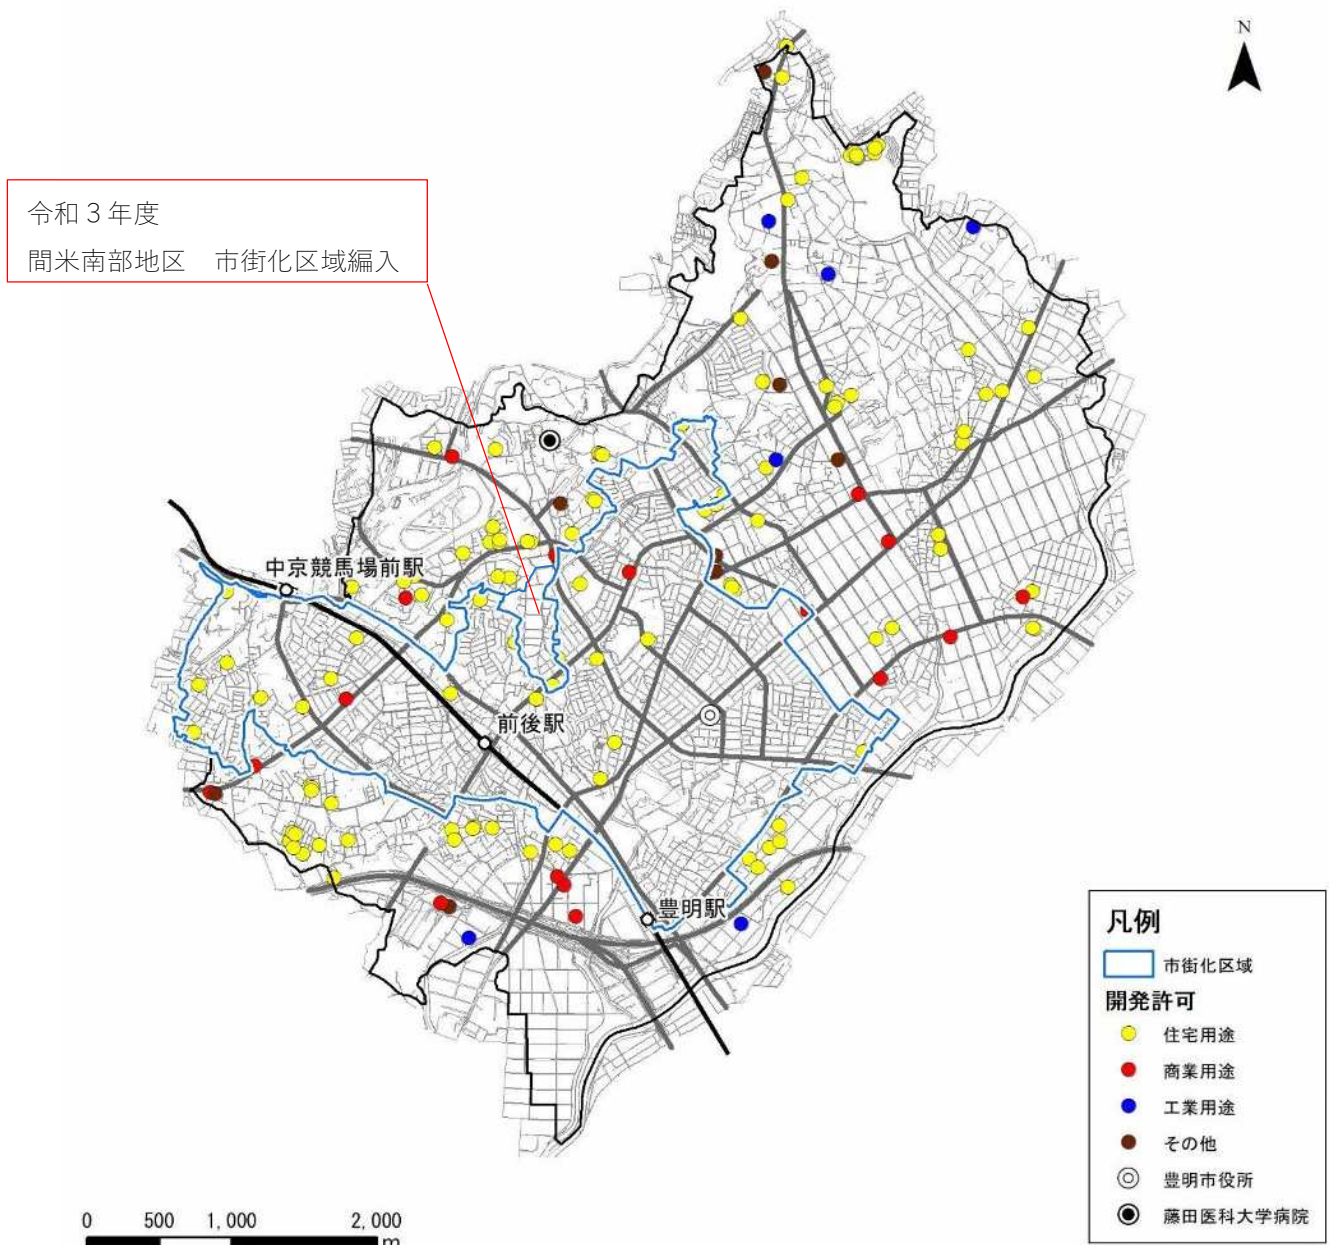 N
令和３年度
間米南部地区　市街化区域編入
中京競馬場前駅
前後駅
豊明駅
凡例
市街化区域
開発許可
住宅用途
商業用途
工業用途
その他
豊明市役所
藤田医科大学病院
0 500 1,000 2,000
m